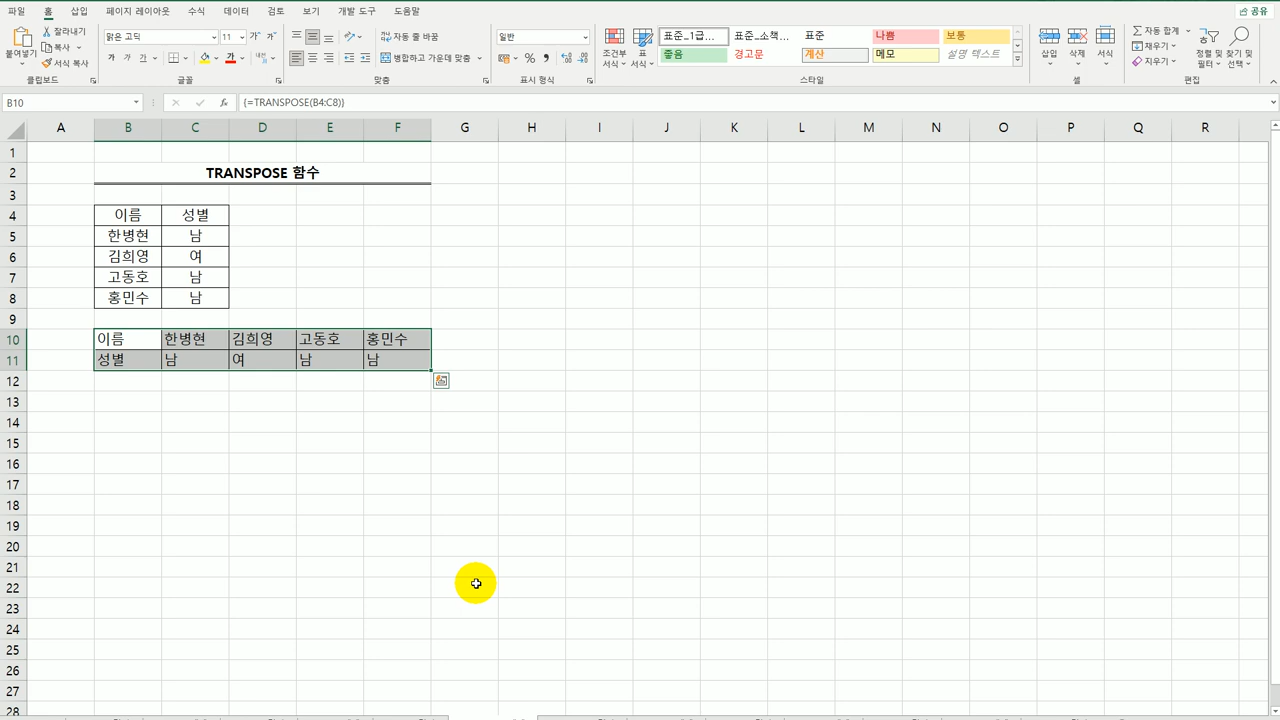 파일 홈 삽입 페이지 레이아웃 수식 데이터 검토 보기 개발 도구 도움말 공유
붙여넣기 잘라내기 복사 서식 복사 클립보드
맑은 고딕 11 가 가 가 가 가 가 글꼴
자동 줄 바꿈 병합하고 가운데 맞춤 맞춤
일반 % 표시 형식
조건부 서식 표 서식 표준_1급... 표준_소책... 표준 나쁨 보통
좋음 경고문 계산 메모 설명 텍스트 스타일
삽입 삭제 서식 셀
자동 합계 채우기 지우기 정렬 및 필터 찾기 및 선택 편집
B10 fx {=TRANSPOSE(B4:C8)}
A B C D E F G H I J K L M N O P Q R
1
2 TRANSPOSE 함수
3
4 이름 성별
5 한병현 남
6 김희영 여
7 고동호 남
8 홍민수 남
9
10 이름 한병현 김희영 고동호 홍민수
11 성별 남 여 남 남
12
13
14
15
16
17
18
19
20
21
22
23
24
25
26
27
28